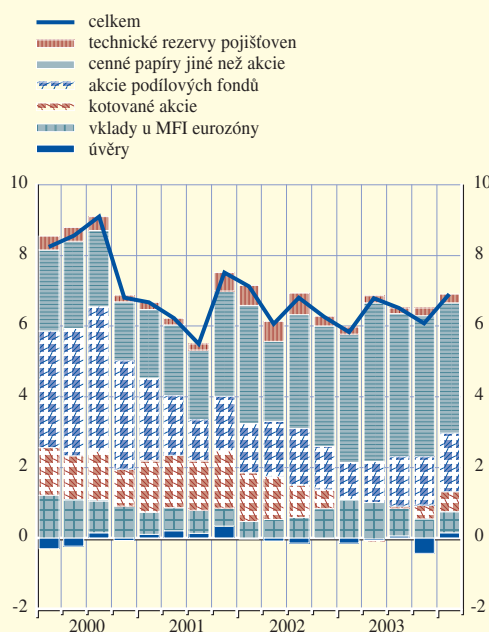 celkem
technické rezervy pojišťoven
cenné papíry jiné než akcie
akcie podílových fondů
kotované akcie
vklady u MFI eurozóny
úvěry
10 10
8 8
6 6
4 4
2 2
0 0
-2 -2
2000 2001 2002 2003